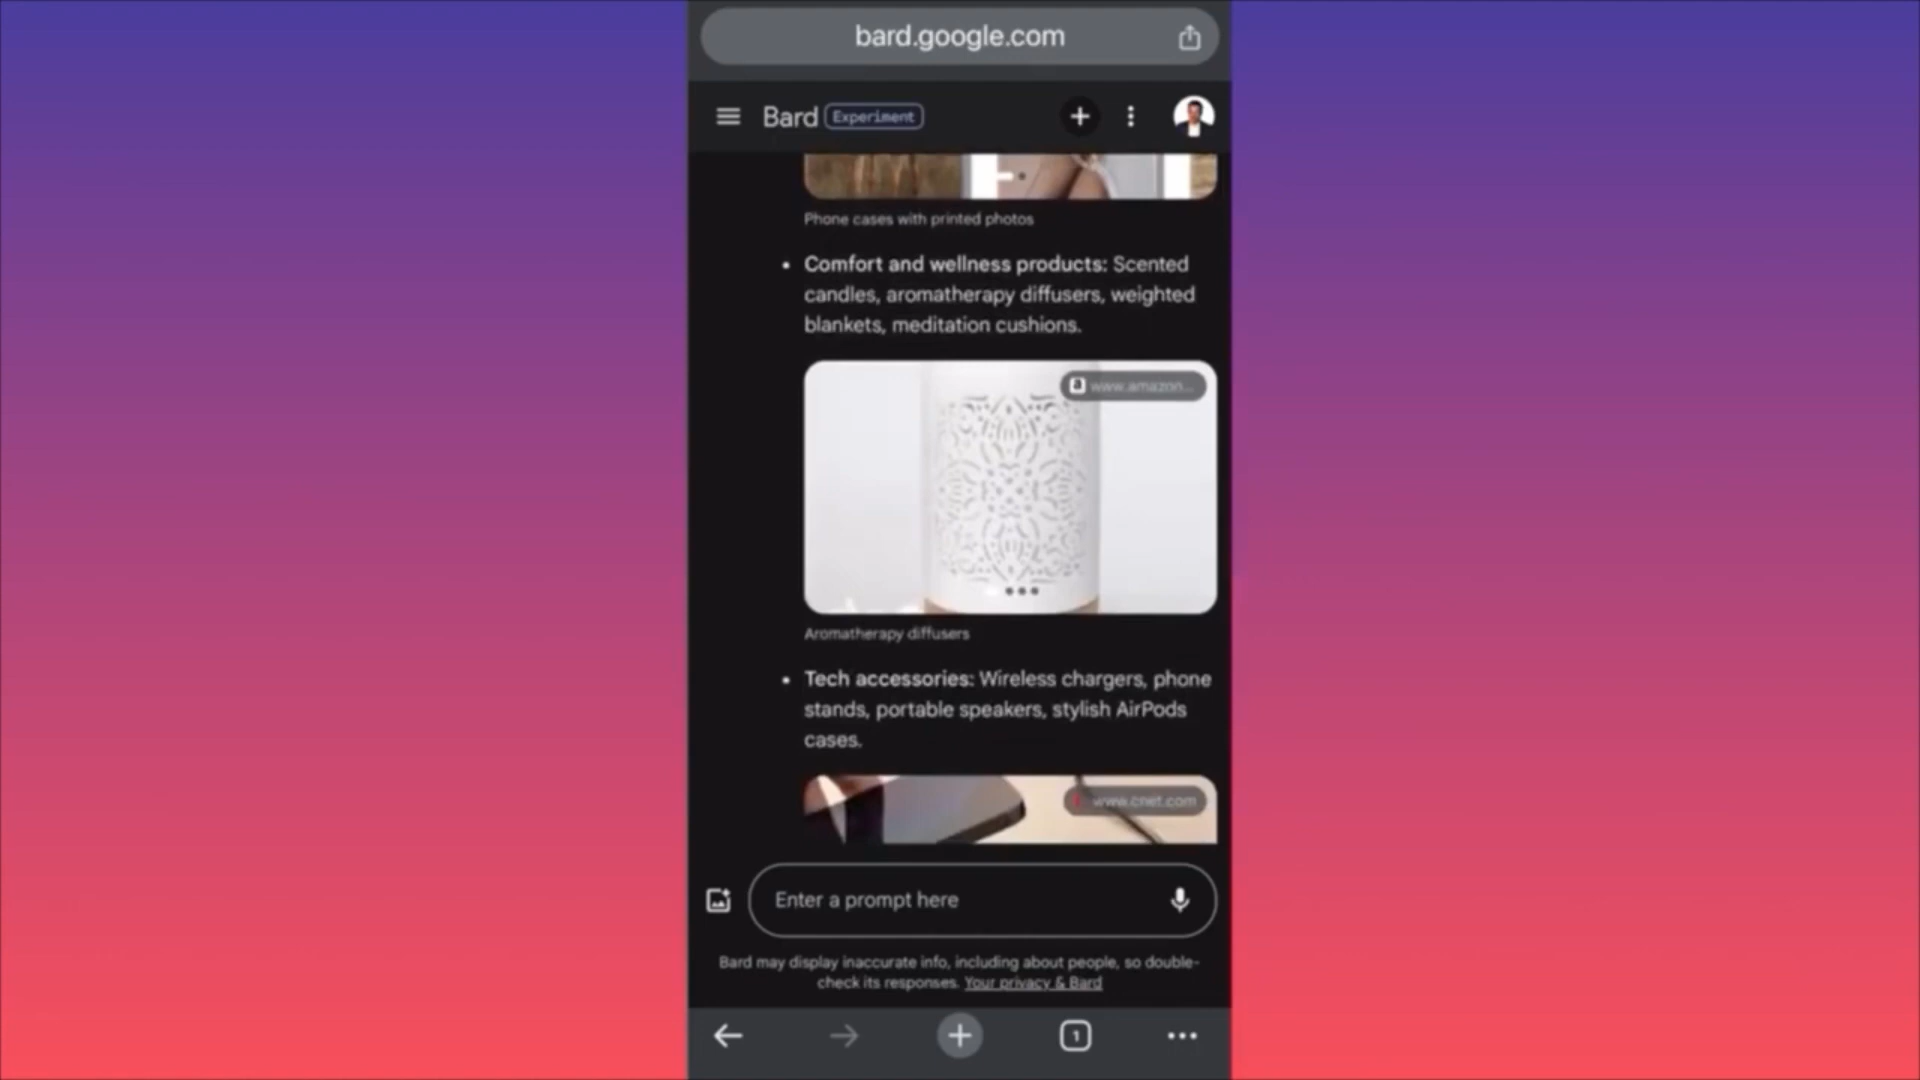 bard.google.com
Bard Experiment
Phone cases with printed photos
• Comfort and wellness products: Scented
candles, aromatherapy diffusers, weighted
blankets, meditation cushions.
www.amazon...
Aromatherapy diffusers
• Tech accessories: Wireless chargers, phone
stands, portable speakers, stylish AirPods
cases.
www.cnet.com
Enter a prompt here
Bard may display inaccurate info, including about people, so double-
check its responses. Your privacy & Bard
1